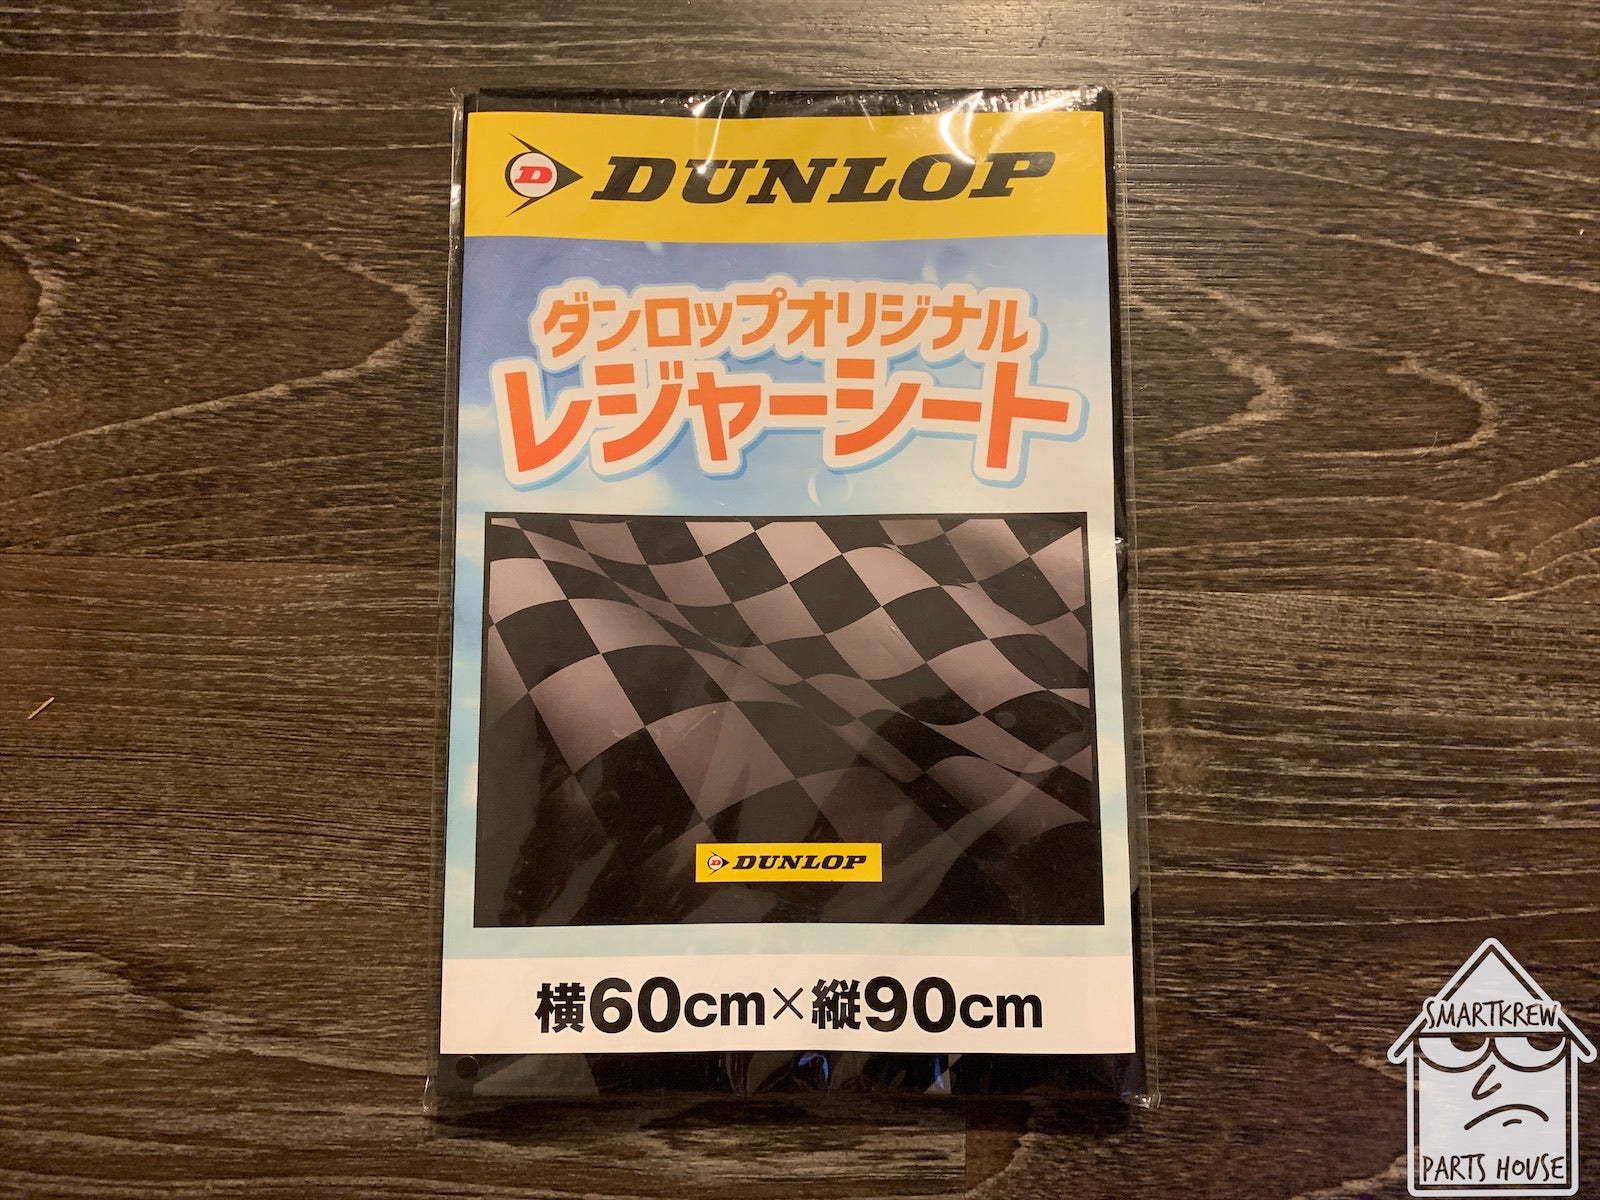 D DUNLOP
ダンロップオリジナル
レジャーシート
D DUNLOP
横60cm×縦90cm
SMARTKREW
PARTS HOUSE